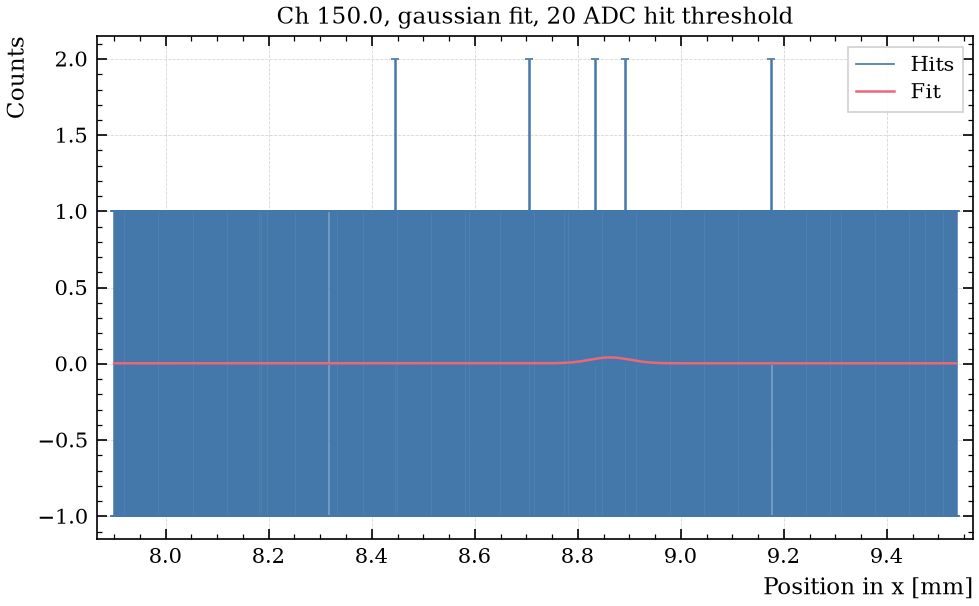 Ch 150.0, gaussian fit, 20 ADC hit threshold
Counts
2.0
1.5
1.0
0.5
0.0
−0.5
−1.0
Hits
Fit
8.0 8.2 8.4 8.6 8.8 9.0 9.2 9.4
Position in x [mm]